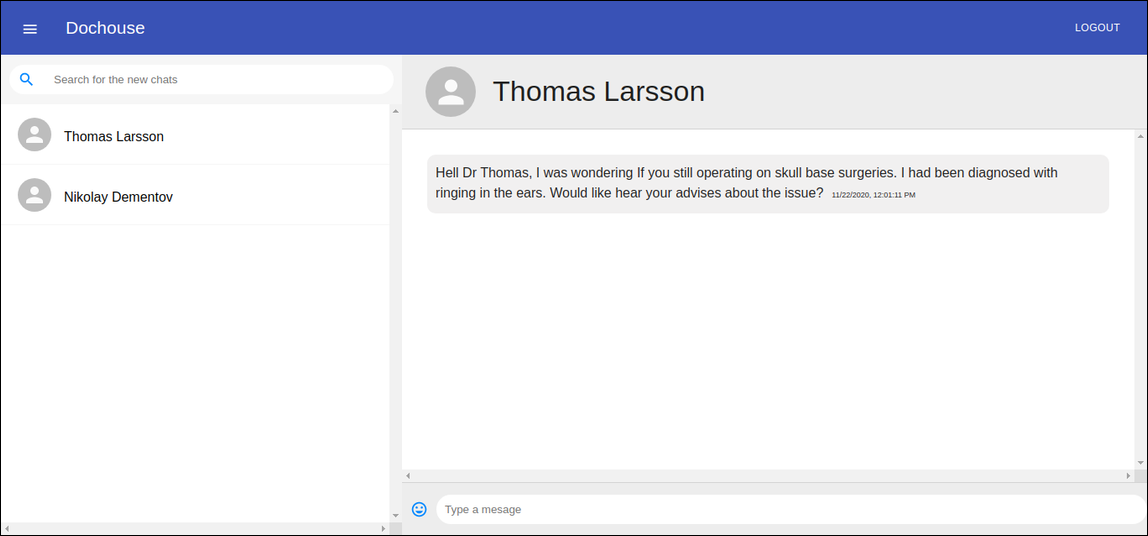 Dochouse
LOGOUT
Search for the new chats
Thomas Larsson
Nikolay Dementov
Thomas Larsson
Hell Dr Thomas, I was wondering If you still operating on skull base surgeries. I had been diagnosed with
ringing in the ears. Would like hear your advises about the issue? 11/22/2020, 12:01:11 PM
Type a mesage